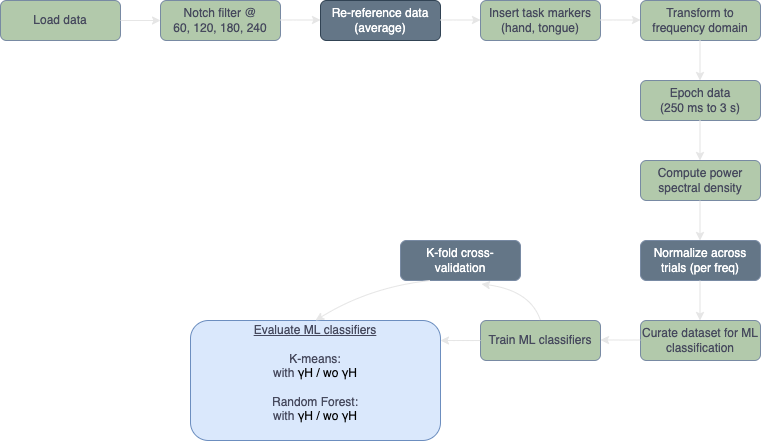 Load data
Notch filter @
60, 120, 180, 240
Re-reference data
(average)
Insert task markers
(hand, tongue)
Transform to
frequency domain
Epoch data
(250 ms to 3 s)
Compute power
spectral density
Normalize across
trials (per freq)
Curate dataset for ML
classification
Train ML classifiers
K-fold cross-
validation
Evaluate ML classifiers
K-means:
with γH / wo γH
Random Forest:
with γH / wo γH